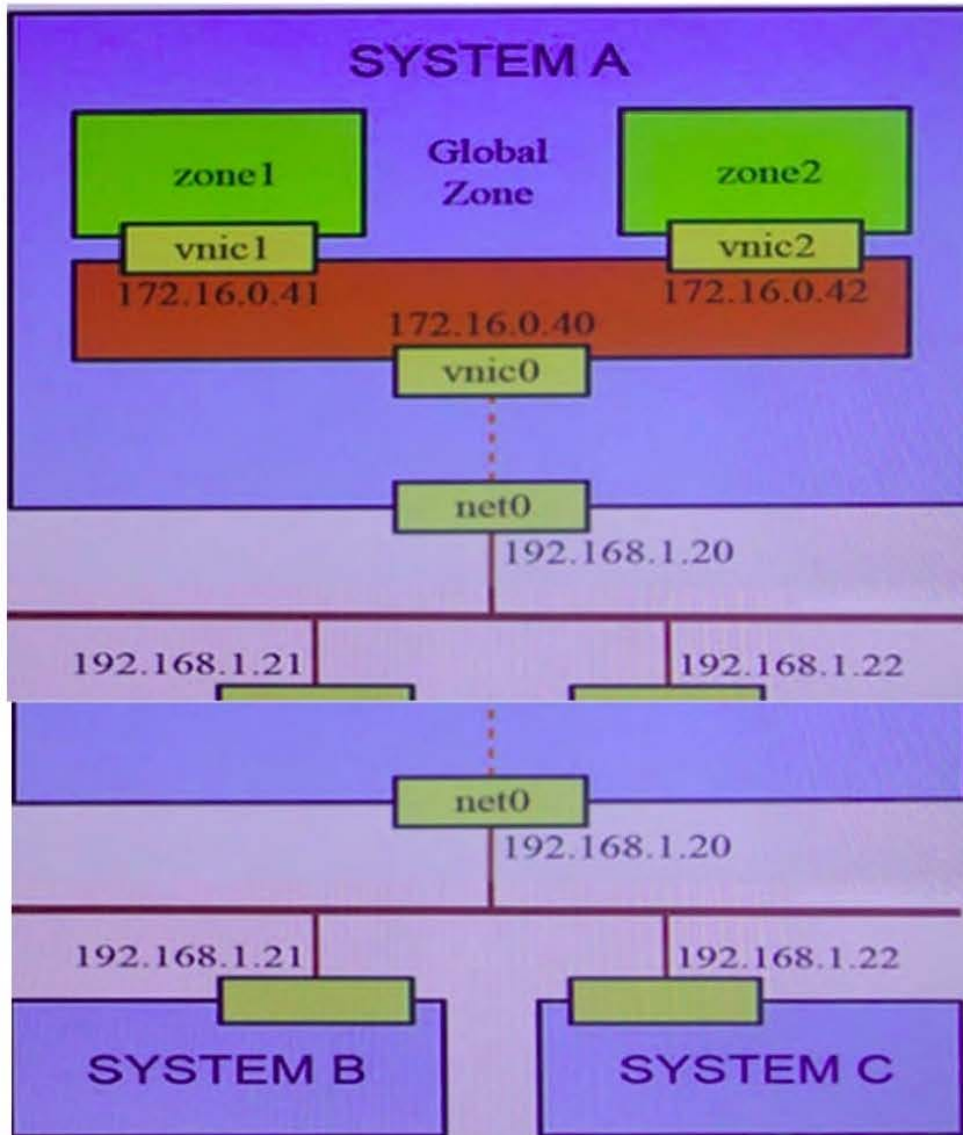 SYSTEM A
zone1
Global
Zone
zone2
vnic1
vnic2
172.16.0.41
172.16.0.42
172.16.0.40
vnic0
net0
192.168.1.20
192.168.1.21
192.168.1.22
net0
192.168.1.20
192.168.1.21
192.168.1.22
SYSTEM B
SYSTEM C